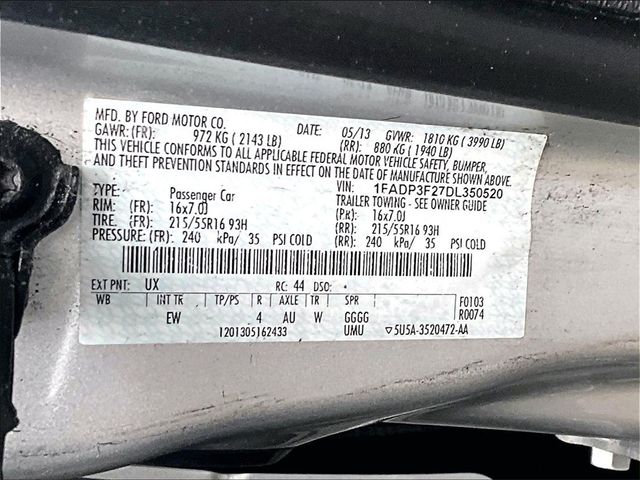 MFD. BY FORD MOTOR CO.
DATE: 05/13 GVWR: 1810 KG ( 3990 LB)
GAWR: (FR): 972 KG ( 2143 LB) (RR): 880 KG ( 1940 LB)
THIS VEHICLE CONFORMS TO ALL APPLICABLE FEDERAL MOTOR VEHICLE SAFETY, BUMPER,
AND THEFT PREVENTION STANDARDS IN EFFECT ON THE DATE OF MANUFACTURE SHOWN ABOVE.
VIN: 1FADP3F27DL350520
TYPE: Passenger Car TRAILER TOWING - SEE OWNER GUIDE
RIM: (FR): 16x7.0J (RR): 16x7.0J
TIRE: (FR): 215/55R16 93H (RR): 215/55R16 93H
PRESSURE: (FR): 240 kPa/ 35 PSI COLD (RR): 240 kPa/ 35 PSI COLD
EXT PNT: UX RC: 44 DSO:
WB INT TR TP/PS R AXLE TR SPR F0103
EW 4 AU W GGGG R0074
1201305162433 UMU ▽5U5A-3520472-AA